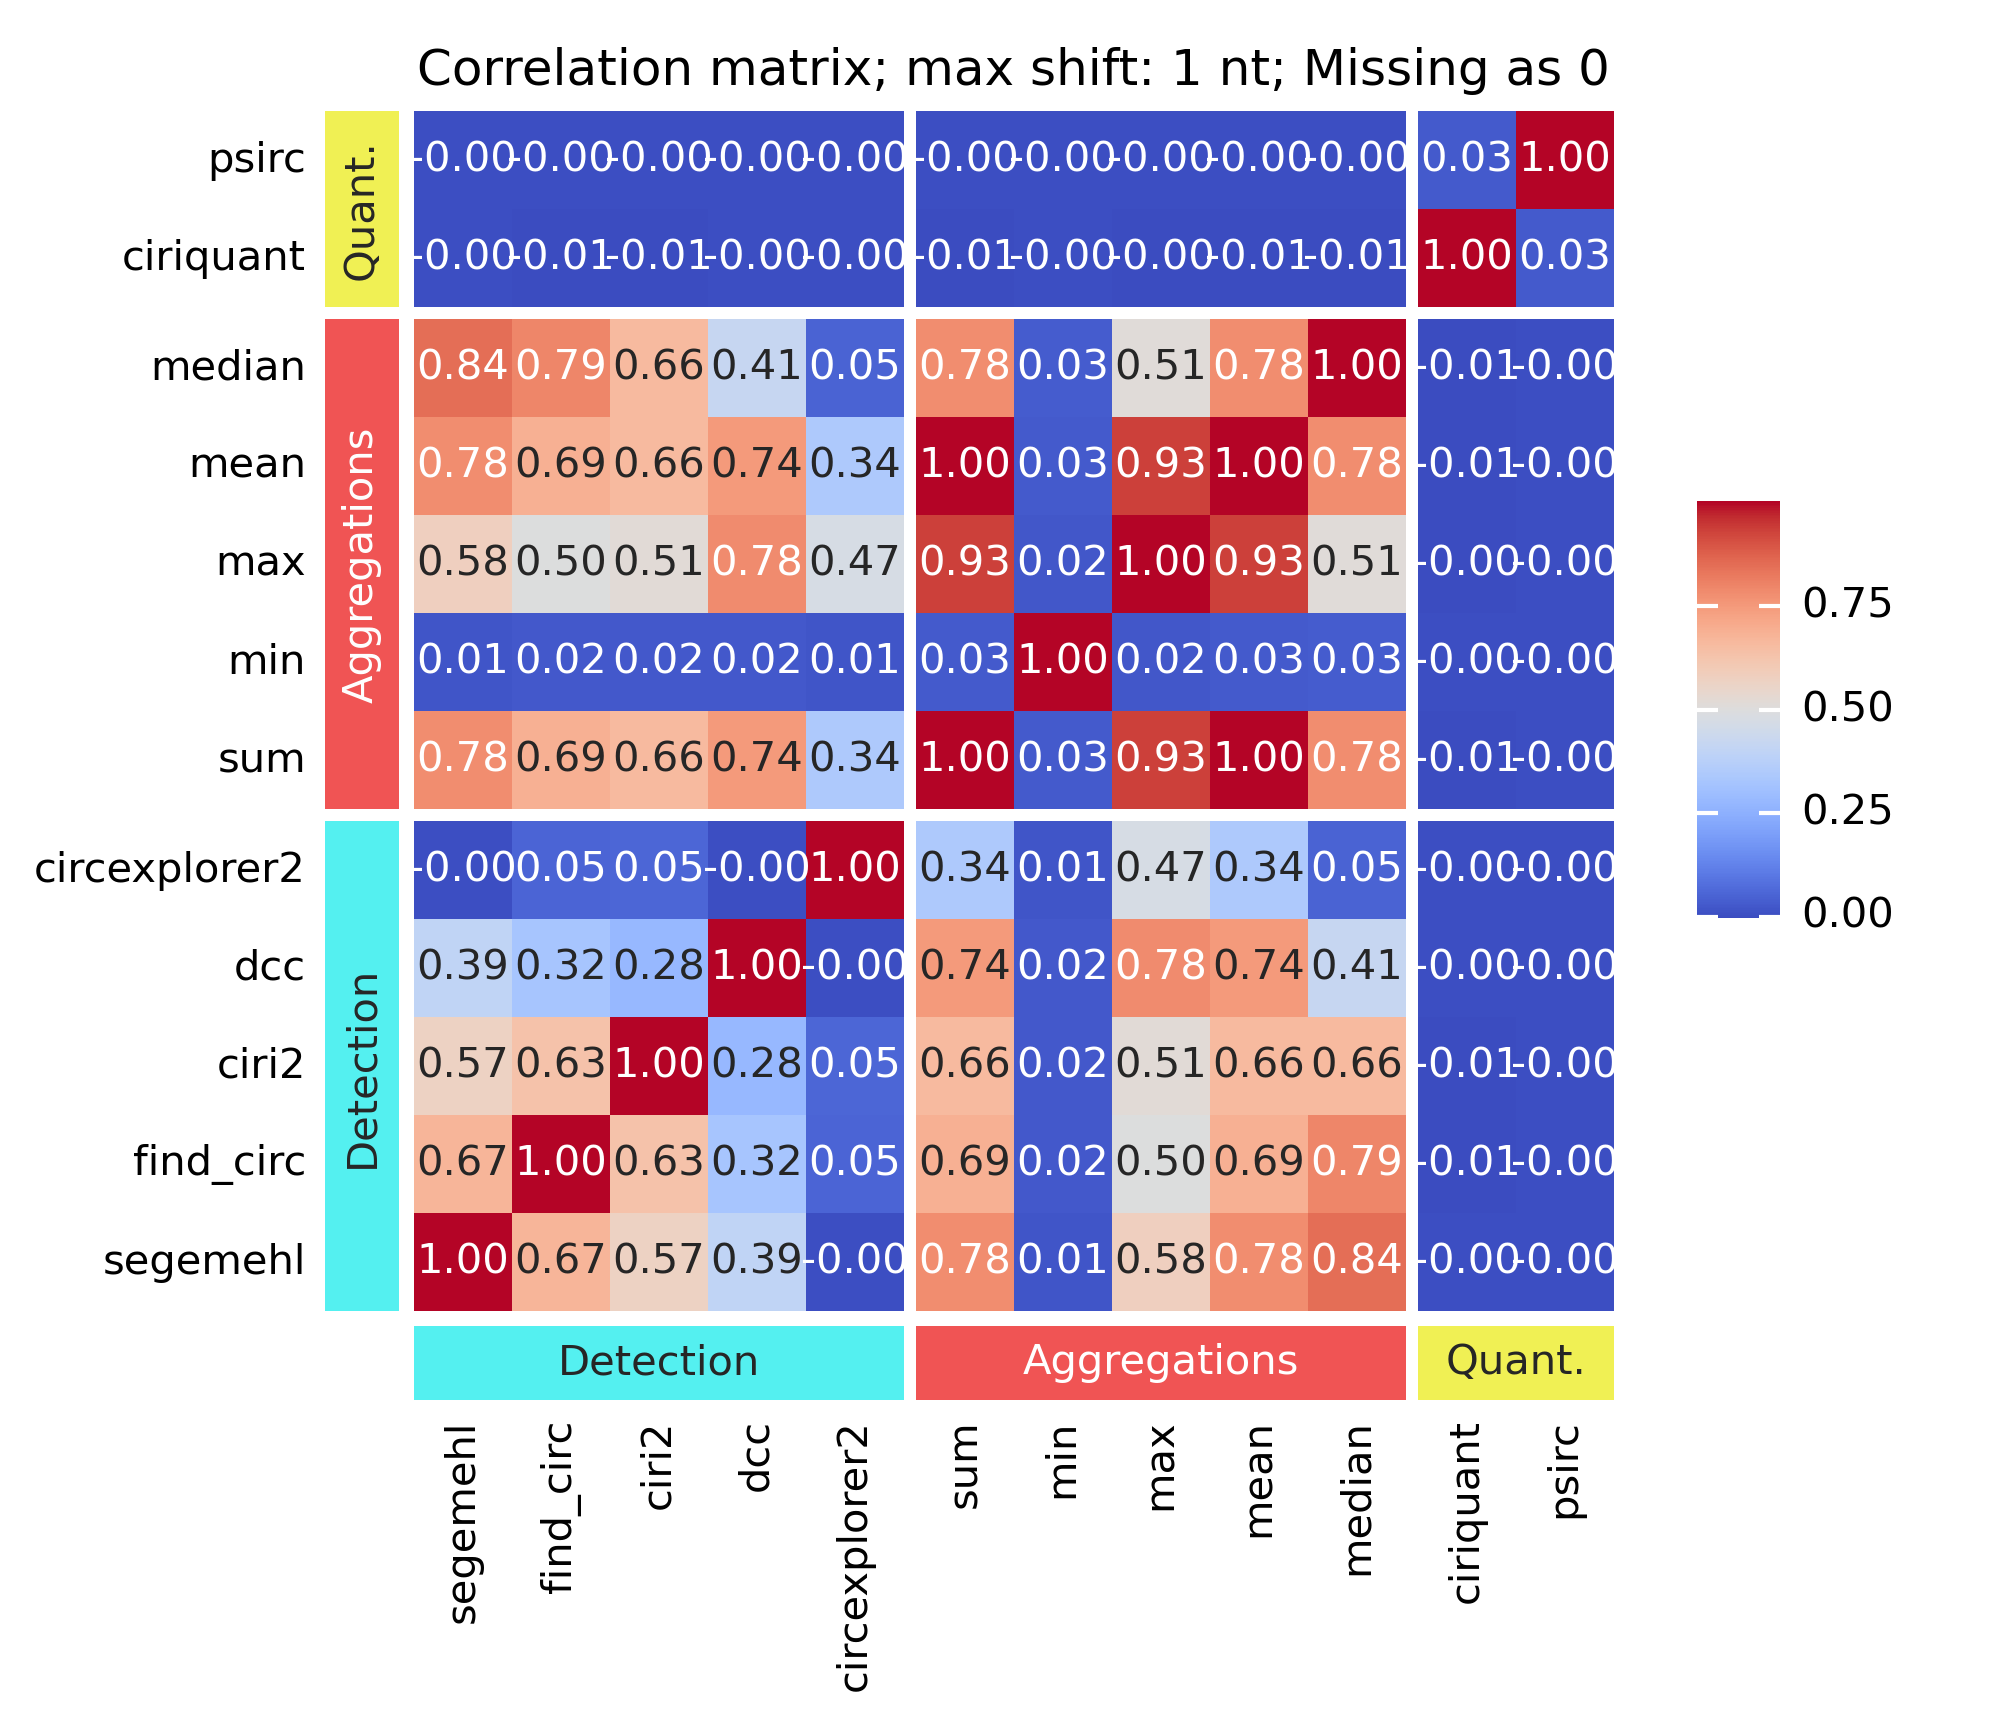 Correlation matrix; max shift: 1 nt; Missing as 0
Quant.
psirc -0.00 -0.00 -0.00 -0.00 -0.00 -0.00 -0.00 -0.00 -0.00 -0.00 0.03 1.00
ciriquant -0.00 -0.01 -0.01 -0.00 -0.00 -0.01 -0.00 -0.00 -0.01 -0.01 1.00 0.03
Aggregations
median 0.84 0.79 0.66 0.41 0.05 0.78 0.03 0.51 0.78 1.00 -0.01 -0.00
mean 0.78 0.69 0.66 0.74 0.34 1.00 0.03 0.93 1.00 0.78 -0.01 -0.00
max 0.58 0.50 0.51 0.78 0.47 0.93 0.02 1.00 0.93 0.51 -0.00 -0.00
min 0.01 0.02 0.02 0.02 0.01 0.03 1.00 0.02 0.03 0.03 -0.00 -0.00
sum 0.78 0.69 0.66 0.74 0.34 1.00 0.03 0.93 1.00 0.78 -0.01 -0.00
Detection
circexplorer2 -0.00 0.05 0.05 -0.00 1.00 0.34 0.01 0.47 0.34 0.05 -0.00 -0.00
dcc 0.39 0.32 0.28 1.00 -0.00 0.74 0.02 0.78 0.74 0.41 -0.00 -0.00
ciri2 0.57 0.63 1.00 0.28 0.05 0.66 0.02 0.51 0.66 0.66 -0.01 -0.00
find_circ 0.67 1.00 0.63 0.32 0.05 0.69 0.02 0.50 0.69 0.79 -0.01 -0.00
segemehl 1.00 0.67 0.57 0.39 -0.00 0.78 0.01 0.58 0.78 0.84 -0.00 -0.00
Detection Aggregations Quant.
segemehl find_circ ciri2 dcc circexplorer2 sum min max mean median ciriquant psirc
0.75
0.50
0.25
0.00